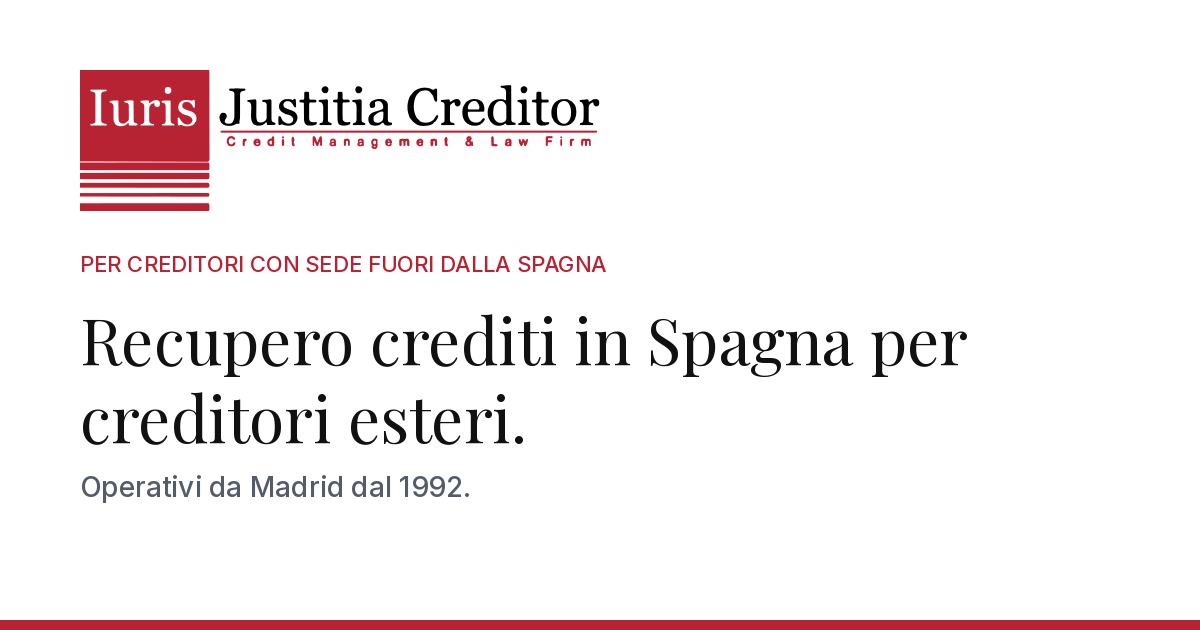 Iuris Justitia Creditor
Credit Management & Law Firm
PER CREDITORI CON SEDE FUORI DALLA SPAGNA
Recupero crediti in Spagna per
creditori esteri.
Operativi da Madrid dal 1992.